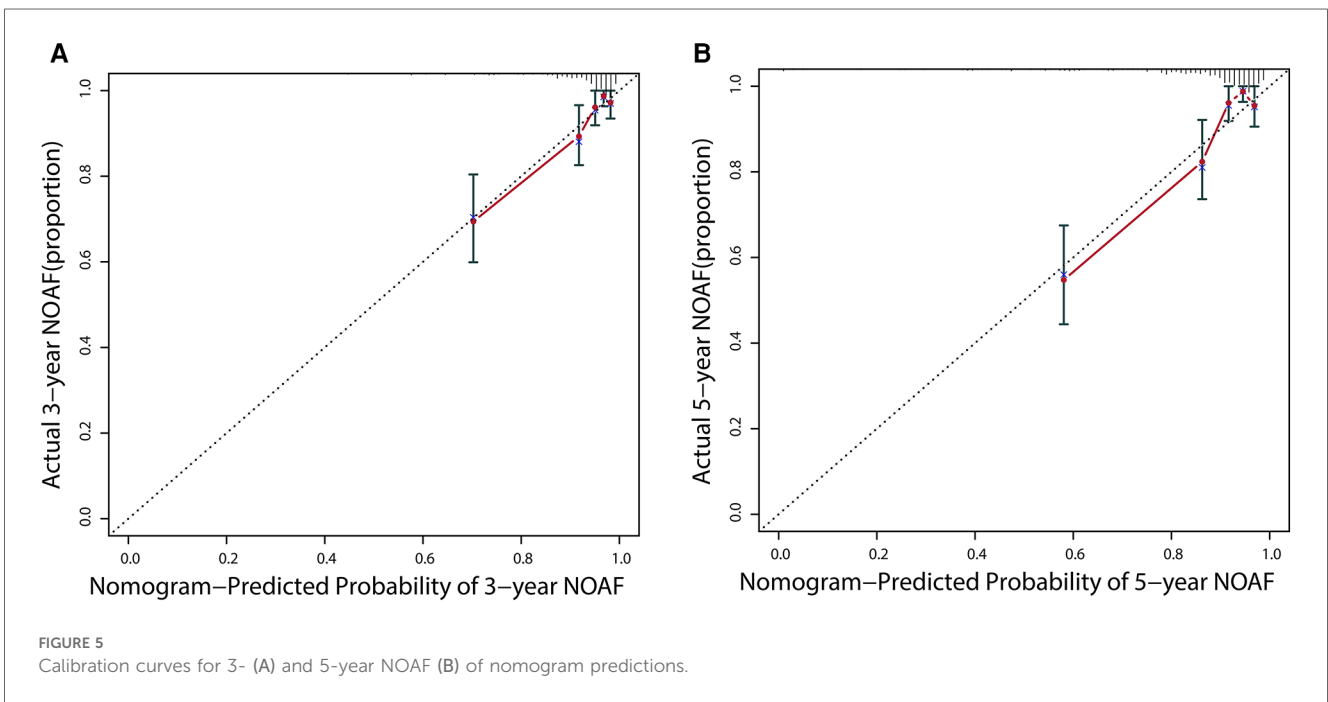 A
B
Actual 3−year NOAF(proportion)
1.0
0.8
0.6
0.4
0.2
0.0
0.0 0.2 0.4 0.6 0.8 1.0
Nomogram−Predicted Probability of 3−year NOAF
Actual 5−year NOAF(proportion)
1.0
0.8
0.6
0.4
0.2
0.0
0.0 0.2 0.4 0.6 0.8 1.0
Nomogram−Predicted Probability of 5−year NOAF
FIGURE 5
Calibration curves for 3- (A) and 5-year NOAF (B) of nomogram predictions.